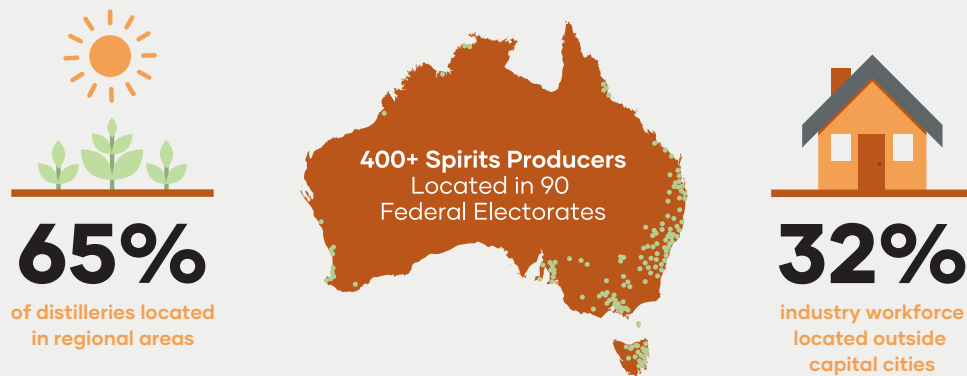 65%
of distilleries located
in regional areas
400+ Spirits Producers
Located in 90
Federal Electorates
32%
industry workforce
located outside
capital cities